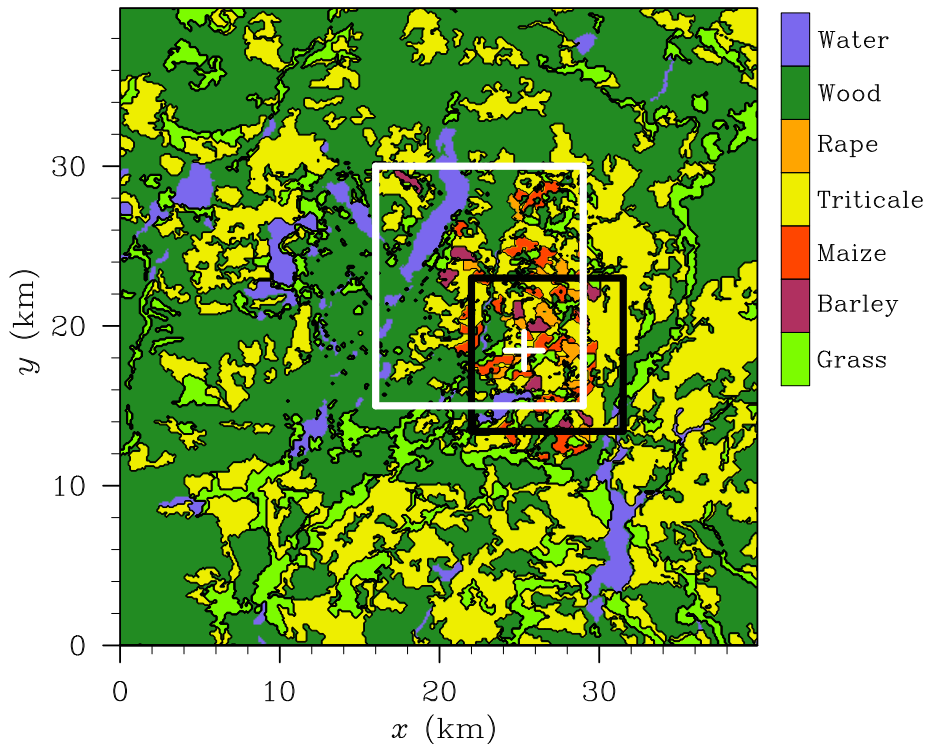 Water
Wood
Rape
Triticale
Maize
Barley
Grass
30
20
10
0
y (km)
0 10 20 30
x (km)